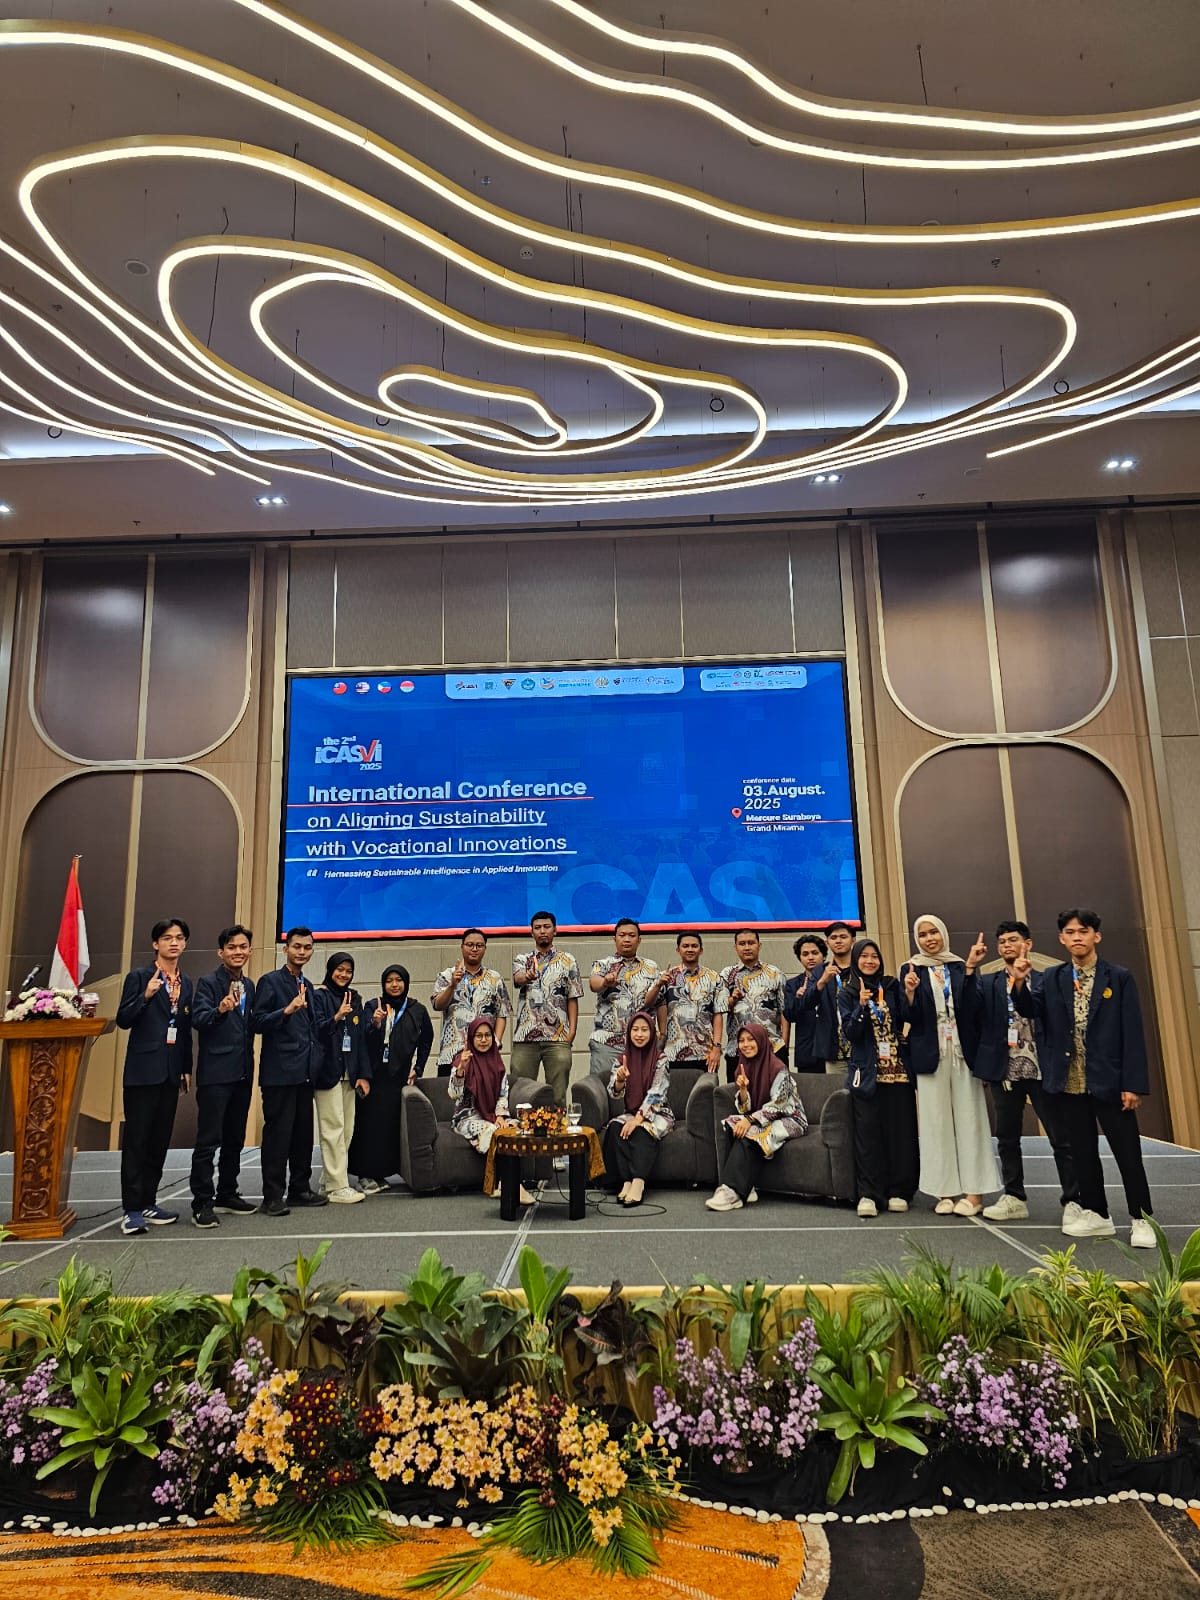 the 2nd
iCASVi
2025
International Conference
on Aligning Sustainability
with Vocational Innovations
“ Harnessing Sustainable Intelligence in Applied Innovation
conference date
03.August.
2025
Mercure Surabaya
Grand Mirama
iCASVi